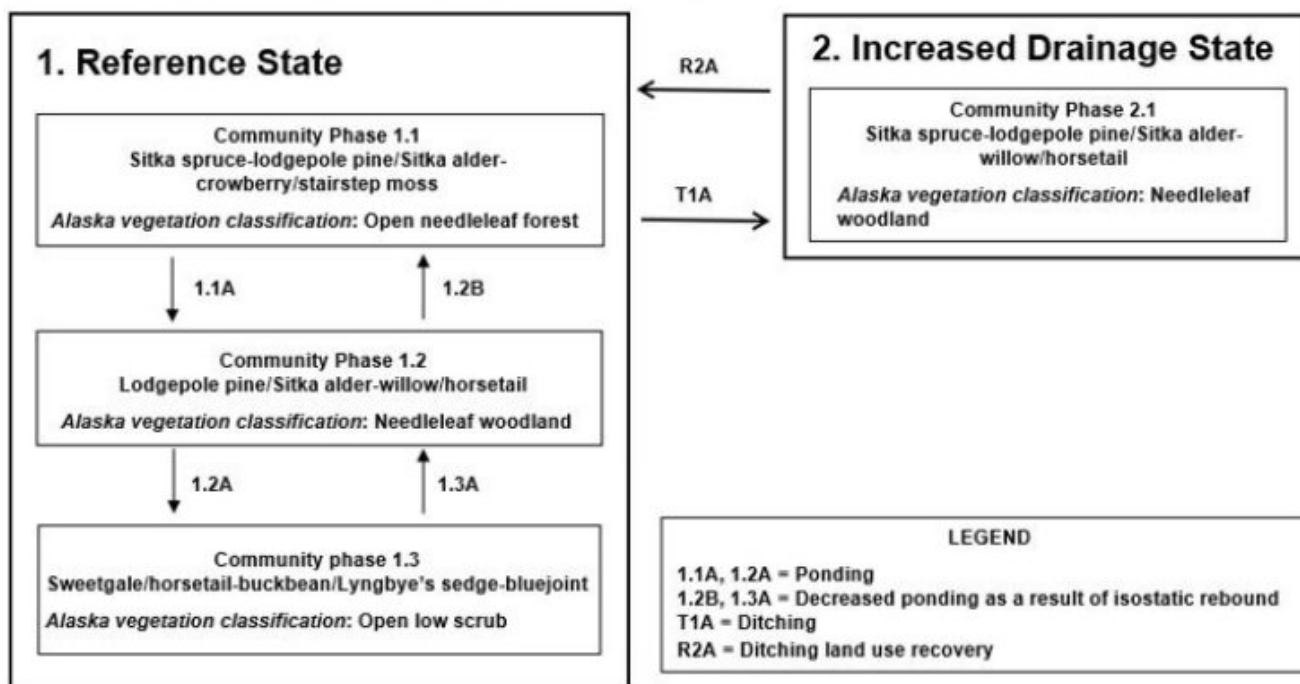 1. Reference State
Community Phase 1.1
Sitka spruce-lodgepole pine/Sitka alder-
crowberry/stairstep moss
Alaska vegetation classification: Open needleleaf forest
1.1A
1.2B
Community Phase 1.2
Lodgepole pine/Sitka alder-willow/horsetail
Alaska vegetation classification: Needleleaf woodland
1.2A
1.3A
Community phase 1.3
Sweetgale/horsetail-buckbean/Lyngbye's sedge-bluejoint
Alaska vegetation classification: Open low scrub
R2A
T1A
2. Increased Drainage State
Community Phase 2.1
Sitka spruce-lodgepole pine/Sitka alder-
willow/horsetail
Alaska vegetation classification: Needleleaf
woodland
LEGEND
1.1A, 1.2A = Ponding
1.2B, 1.3A = Decreased ponding as a result of isostatic rebound
T1A = Ditching
R2A = Ditching land use recovery